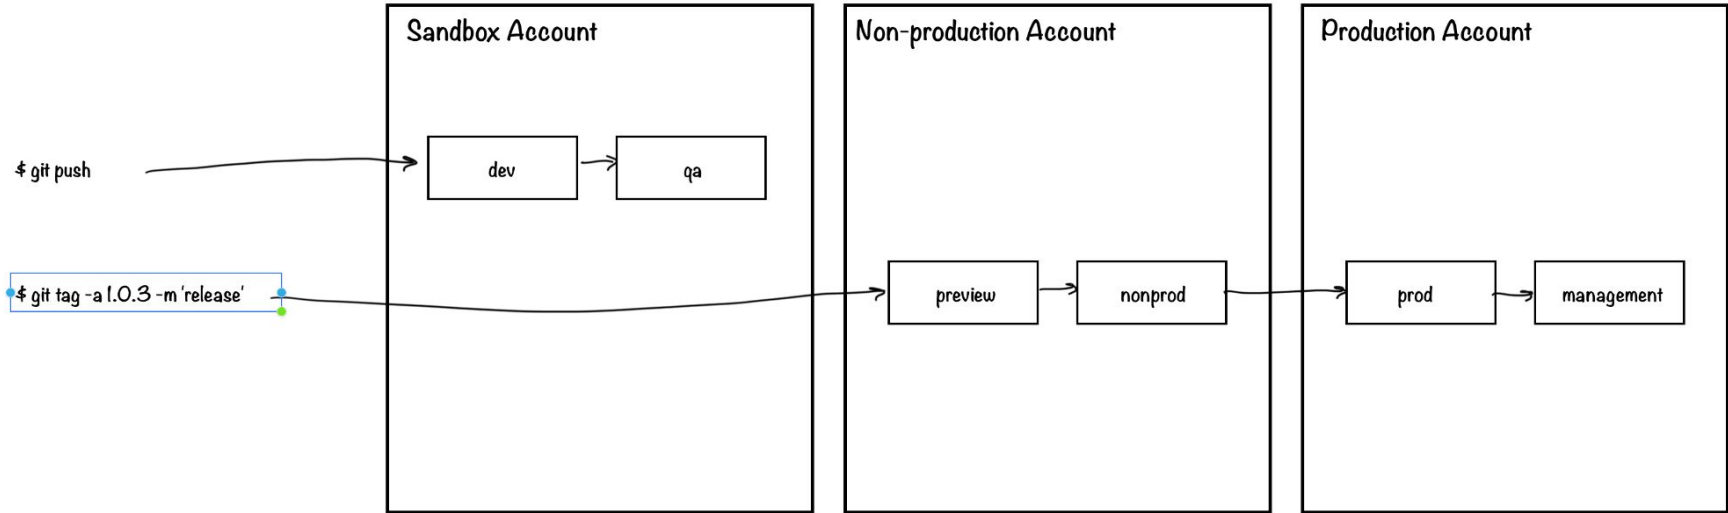 Sandbox Account
Non-production Account
Production Account
$ git push
dev
qa
$ git tag -a 1.0.3 -m 'release'
preview
nonprod
prod
management